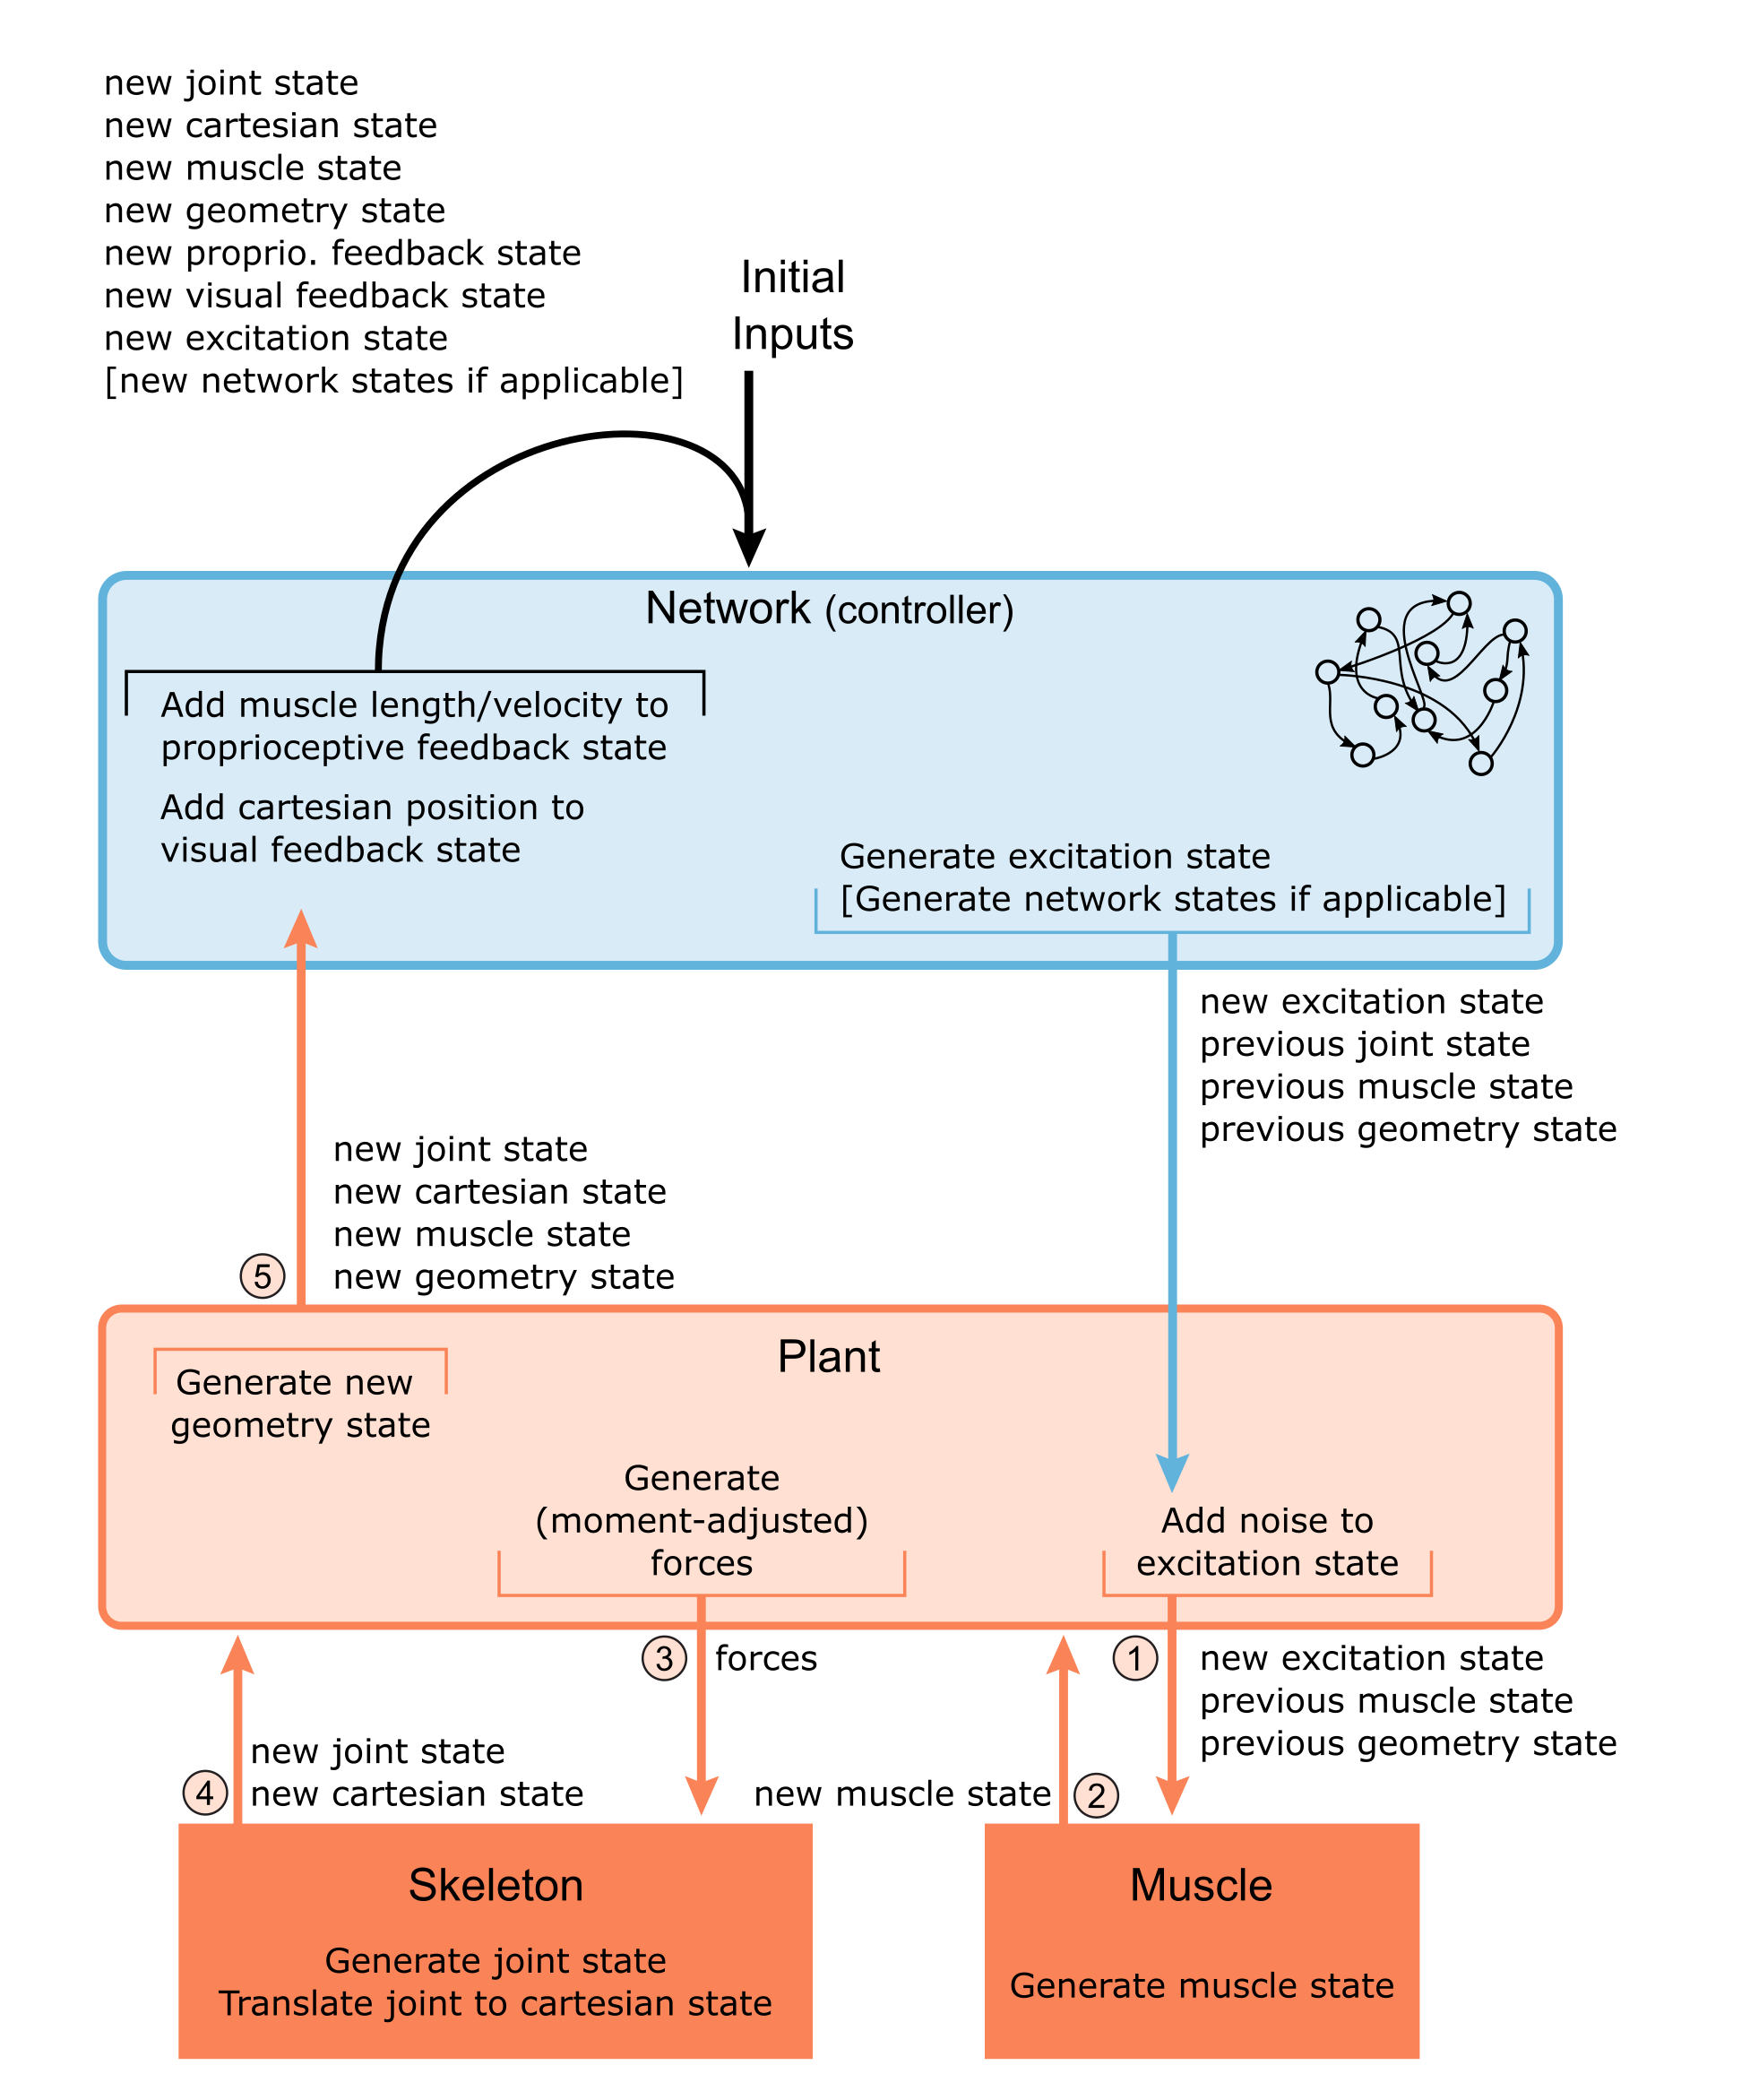 new joint state
new cartesian state
new muscle state
new geometry state
new proprio. feedback state
new visual feedback state
new excitation state
[new network states if applicable]
Initial
Inputs
Network (controller)
Add muscle length/velocity to
proprioceptive feedback state
Add cartesian position to
visual feedback state
Generate excitation state
[Generate network states if applicable]
new excitation state
previous joint state
previous muscle state
previous geometry state
new joint state
new cartesian state
new muscle state
new geometry state
5
Plant
Generate new
geometry state
Generate
(moment-adjusted)
forces
Add noise to
excitation state
3
forces
1
new excitation state
previous muscle state
previous geometry state
new joint state
new cartesian state
4
new muscle state
2
Skeleton
Generate joint state
Translate joint to cartesian state
Muscle
Generate muscle state